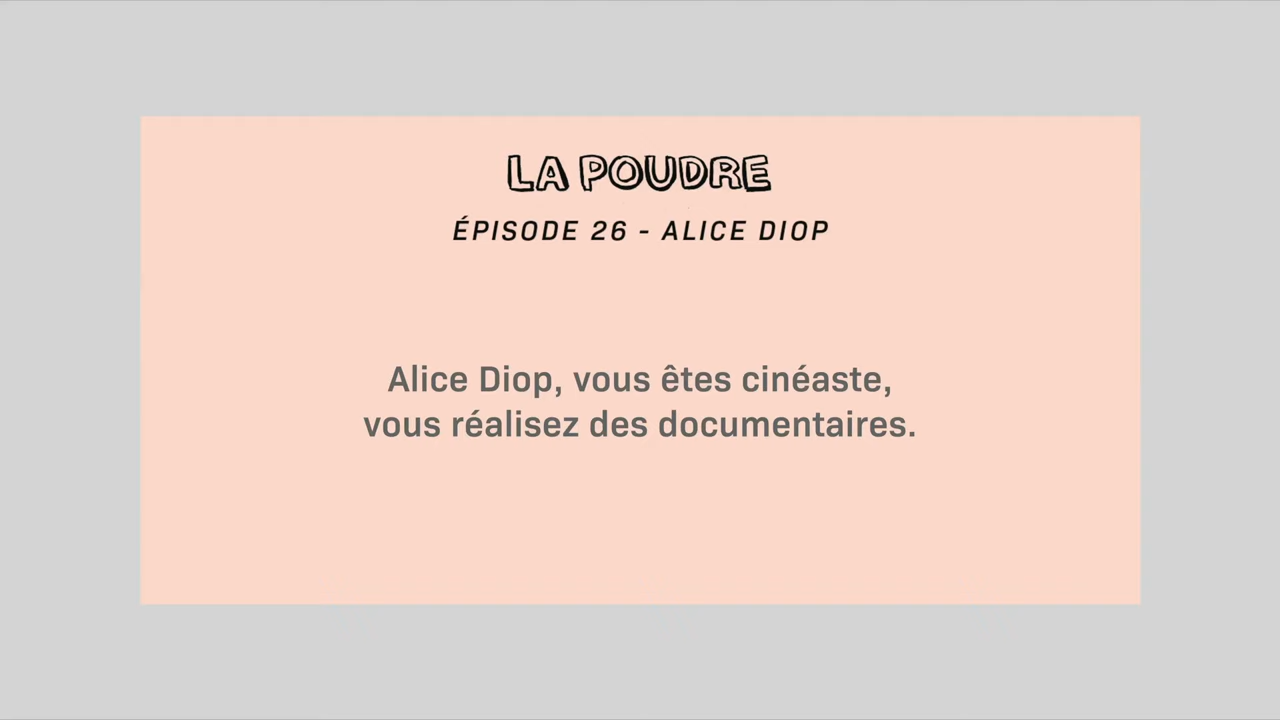 LA POUDRE
ÉPISODE 26 - ALICE DIOP
Alice Diop, vous êtes cinéaste,
vous réalisez des documentaires.